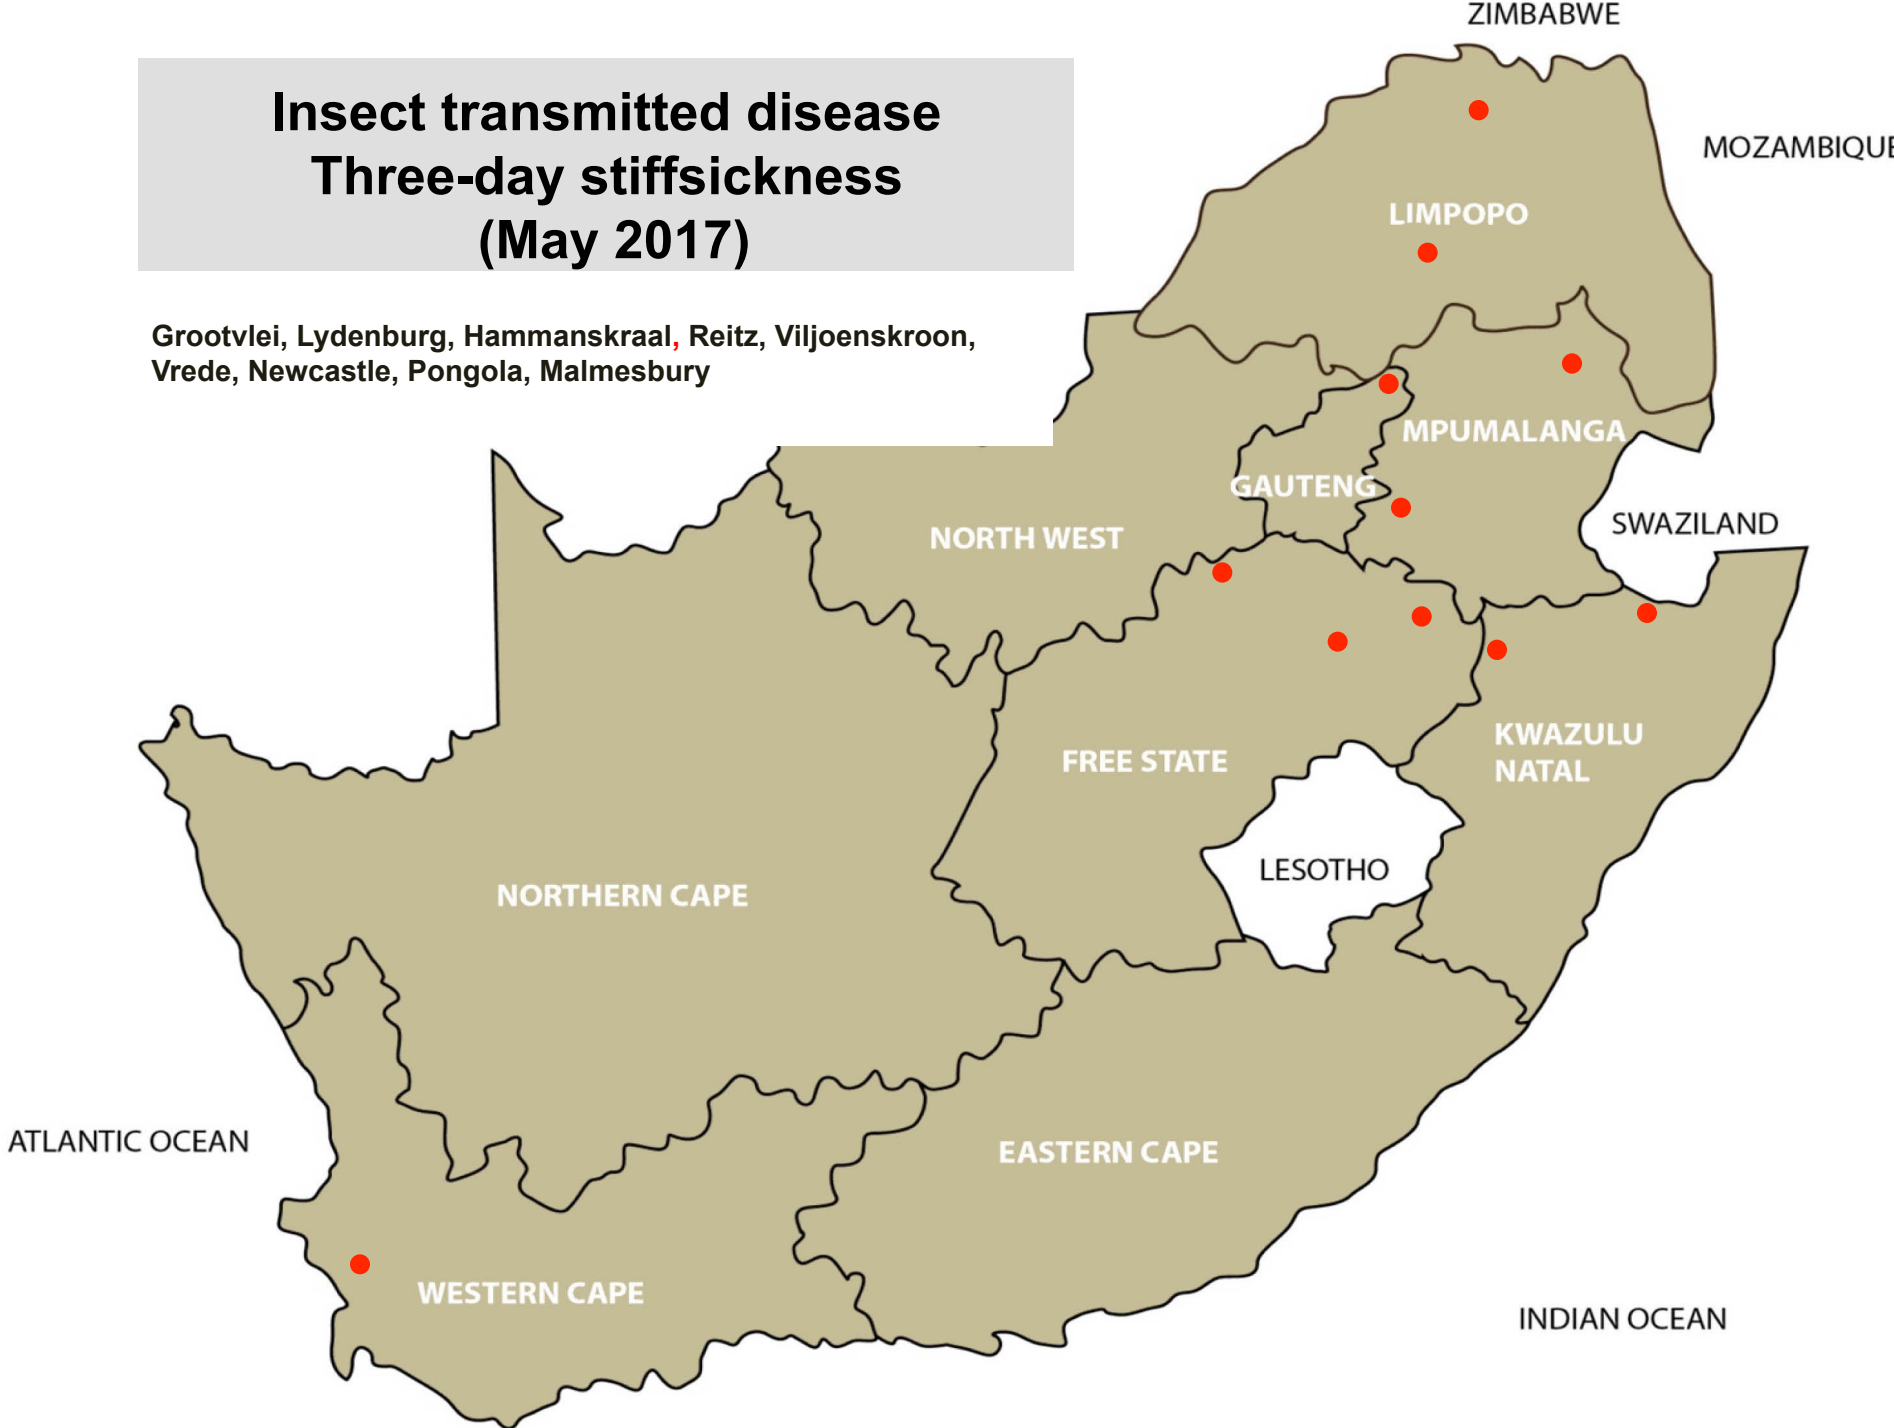 ZIMBABWE
Insect transmitted disease
Three-day stiffsickness
(May 2017)
MOZAMBIQUE
LIMPOPO
Grootvlei, Lydenburg, Hammanskraal, Reitz, Viljoenskroon,
Vrede, Newcastle, Pongola, Malmesbury
MPUMALANGA
GAUTENG
SWAZILAND
NORTH WEST
KWAZULU
NATAL
FREE STATE
LESOTHO
NORTHERN CAPE
ATLANTIC OCEAN
EASTERN CAPE
WESTERN CAPE
INDIAN OCEAN